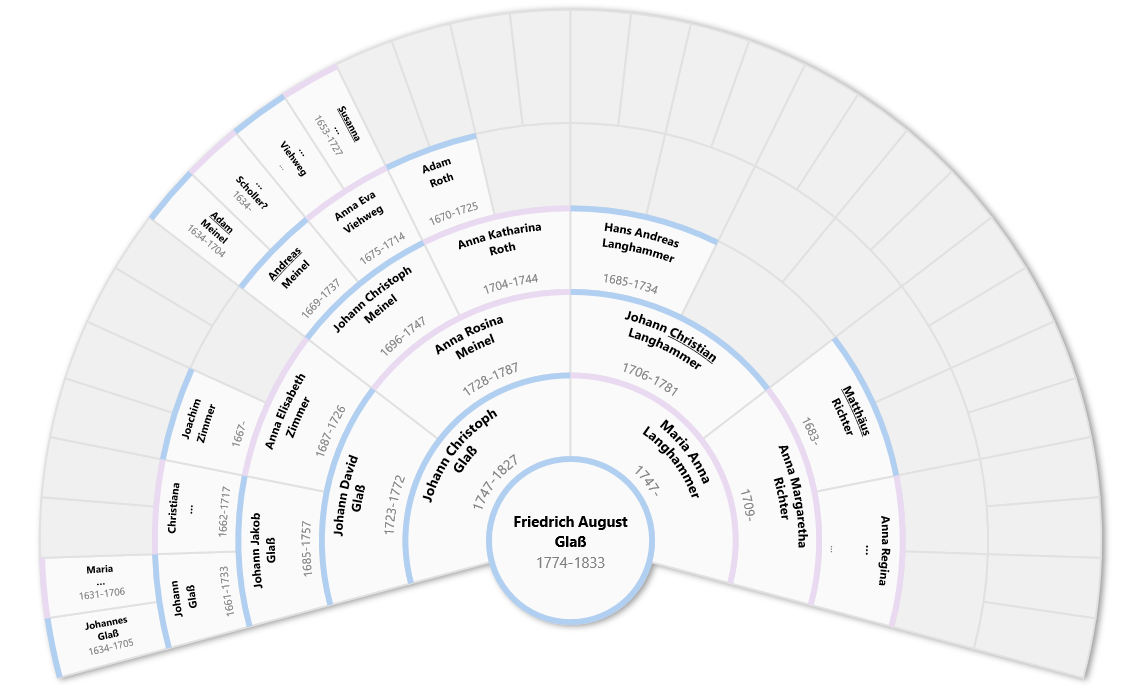 Friedrich August
Glaß
1774-1833
Johann Christoph
Glaß
1747-1827
Maria Anna
Langhammer
1747-
Johann David
Glaß
1723-1772
Anna Rosina
Meinel
1728-1787
Johann Christian
Langhammer
1706-1781
Anna Margaretha
Richter
1709-
Johann Jakob
Glaß
1685-1757
Anna Elisabeth
Zimmer
1687-1726
Johann Christoph
Meinel
1696-1747
Anna Katharina
Roth
1704-1744
Hans Andreas
Langhammer
1685-1734
Matthäus
Richter
1683-
Anna Regina
...
...
Johann
Glaß
1661-1733
Christiana
...
1662-1717
Joachim
Zimmer
1667-
Andreas
Meinel
1669-1737
Anna Eva
Viehweg
1675-1714
Adam
Roth
1670-1725
Johannes
Glaß
1634-1705
Maria
...
1631-1706
Adam
Meinel
1634-1704
...
Scholler?
1634-
...
Viehweg
...
Susanna
...
1653-1727